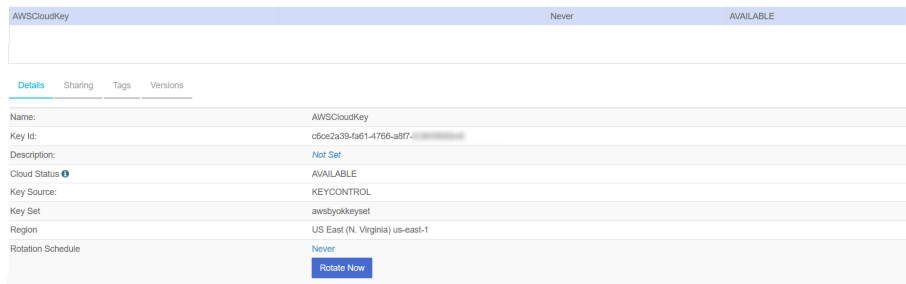 AWSCloudKey Never AVAILABLE
Details Sharing Tags Versions
Name: AWSCloudKey
Key Id: c6ce2a39-fa61-4766-a8f7-
Description: Not Set
Cloud Status AVAILABLE
Key Source: KEYCONTROL
Key Set awsbyokkeyset
Region US East (N. Virginia) us-east-1
Rotation Schedule Never
Rotate Now